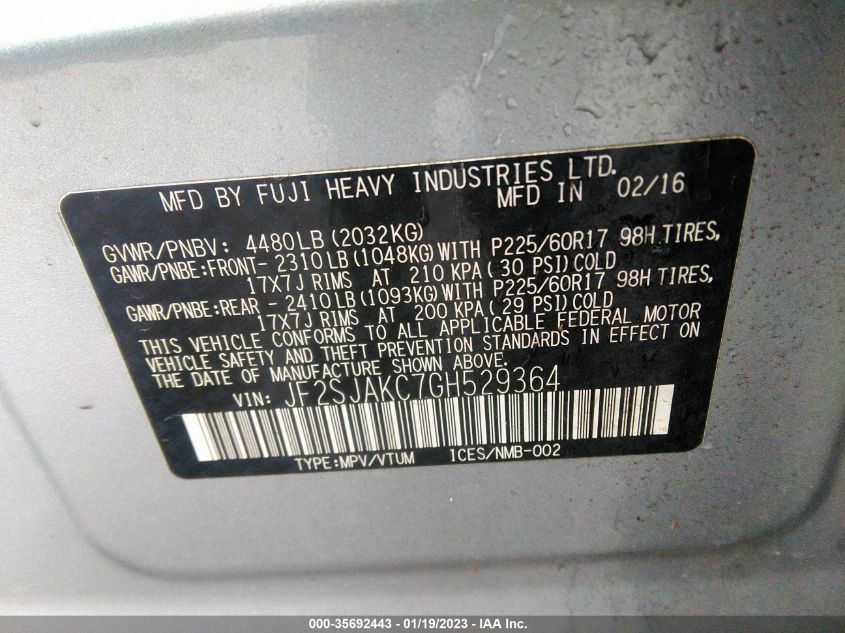 MFD BY FUJI HEAVY INDUSTRIES LTD.
MFD IN 02/16
GVWR/PNBV: 4480LB (2032KG)
GAWR/PNBE:FRONT- 2310LB (1048KG)WITH P225/60R17 98H TIRES,
17X7J RIMS AT 210 KPA( 30 PSI)COLD
GAWR/PNBE:REAR - 2410LB (1093KG)WITH P225/60R17 98H TIRES,
17X7J RIMS AT 200 KPA( 29 PSI)COLD
THIS VEHICLE CONFORMS TO ALL APPLICABLE FEDERAL MOTOR
VEHICLE SAFETY AND THEFT PREVENTION STANDARDS IN EFFECT ON
THE DATE OF MANUFACTURE SHOWN ABOVE.
VIN: JF2SJAKC7GH529364
TYPE:MPV/VTUM ICES/NMB-002
000-35692443 - 01/19/2023 - IAA Inc.